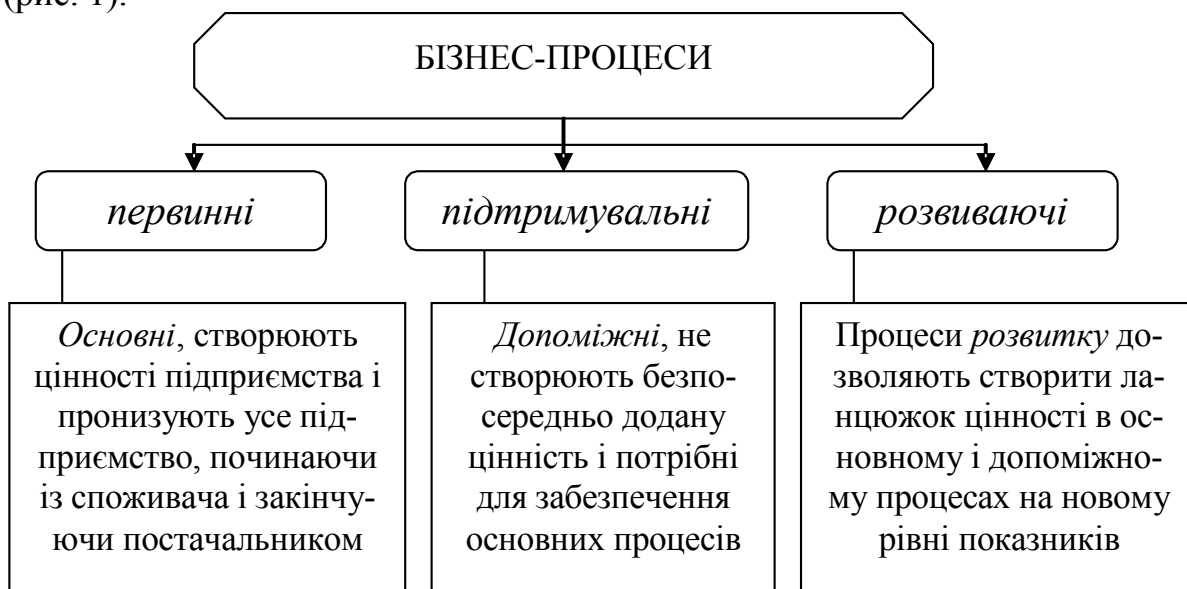 (рис. 1).
БІЗНЕС-ПРОЦЕСИ
первинні
підтримувальні
розвиваючі
Основні, створюють
цінності підприємства і
пронизують усе під-
приємство, починаючи
із споживача і закінчу-
ючи постачальником
Допоміжні, не
створюють безпо-
середньо додану
цінність і потрібні
для забезпечення
основних процесів
Процеси розвитку до-
зволяють створити ла-
нцюжок цінності в ос-
новному і допоміжно-
му процесах на новому
рівні показників